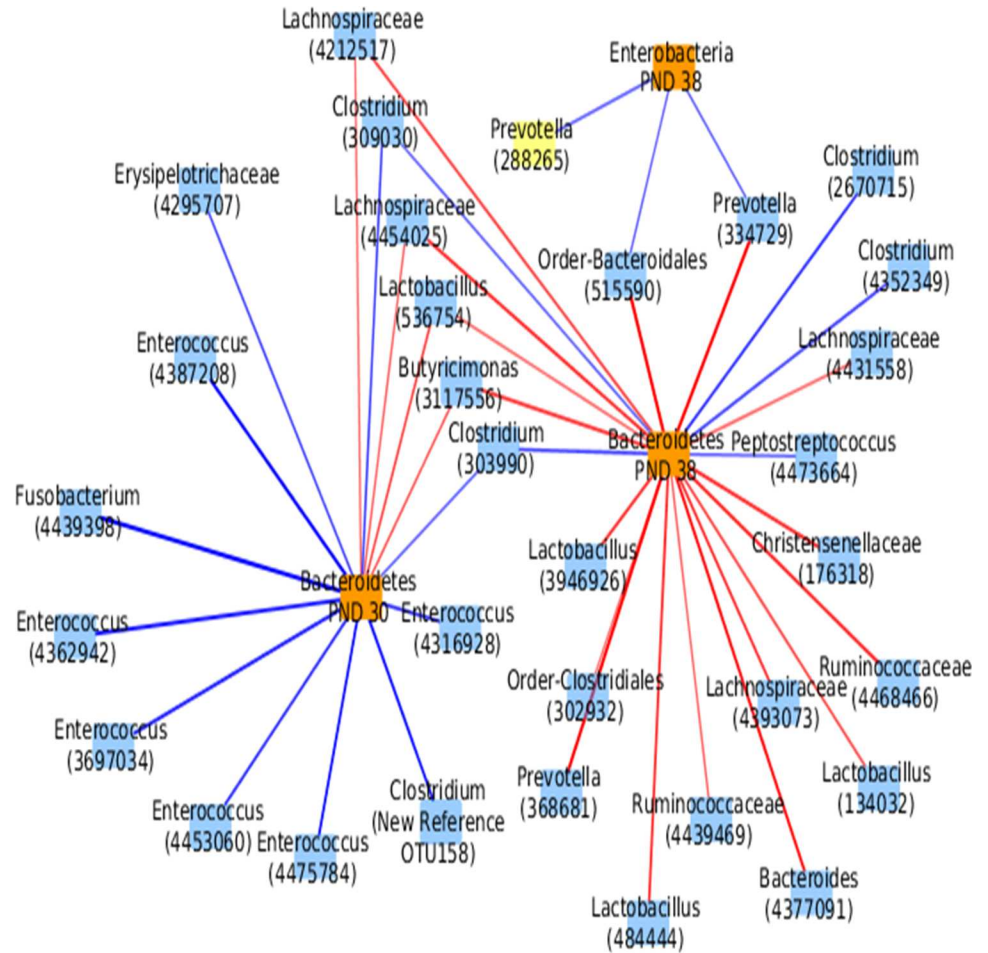 Lachnospiraceae
(4212517)
Enterobacteria
PND 38
Clostridium
(309030)
Prevotella
(288265)
Clostridium
(2670715)
Erysipelotrichaceae
(4295707)
Lachnospiraceae
(4454025)
Prevotella
(334729)
Order-Bacteroidales
(515590)
Clostridium
(4352349)
Lactobacillus
(536754)
Enterococcus
(4387208)
Lachnospiraceae
(4431558)
Butyricimonas
(3117556)
Clostridium
(303990)
Bacteroidetes
PND 38
Peptostreptococcus
(4473664)
Fusobacterium
(4439398)
Lactobacillus
(3946926)
Christensenellaceae
(176318)
Bacteroidetes
PND 30
Enterococcus
(4316928)
Enterococcus
(4362942)
Order-Clostridiales
(302932)
Lachnospiraceae
(4393073)
Ruminococcaceae
(4468466)
Enterococcus
(3697034)
Prevotella
(368681)
Lactobacillus
(134032)
Clostridium
(New Reference
OTU158)
Ruminococcaceae
(4439469)
Enterococcus
(4453060)
Enterococcus
(4475784)
Bacteroides
(4377091)
Lactobacillus
(484444)